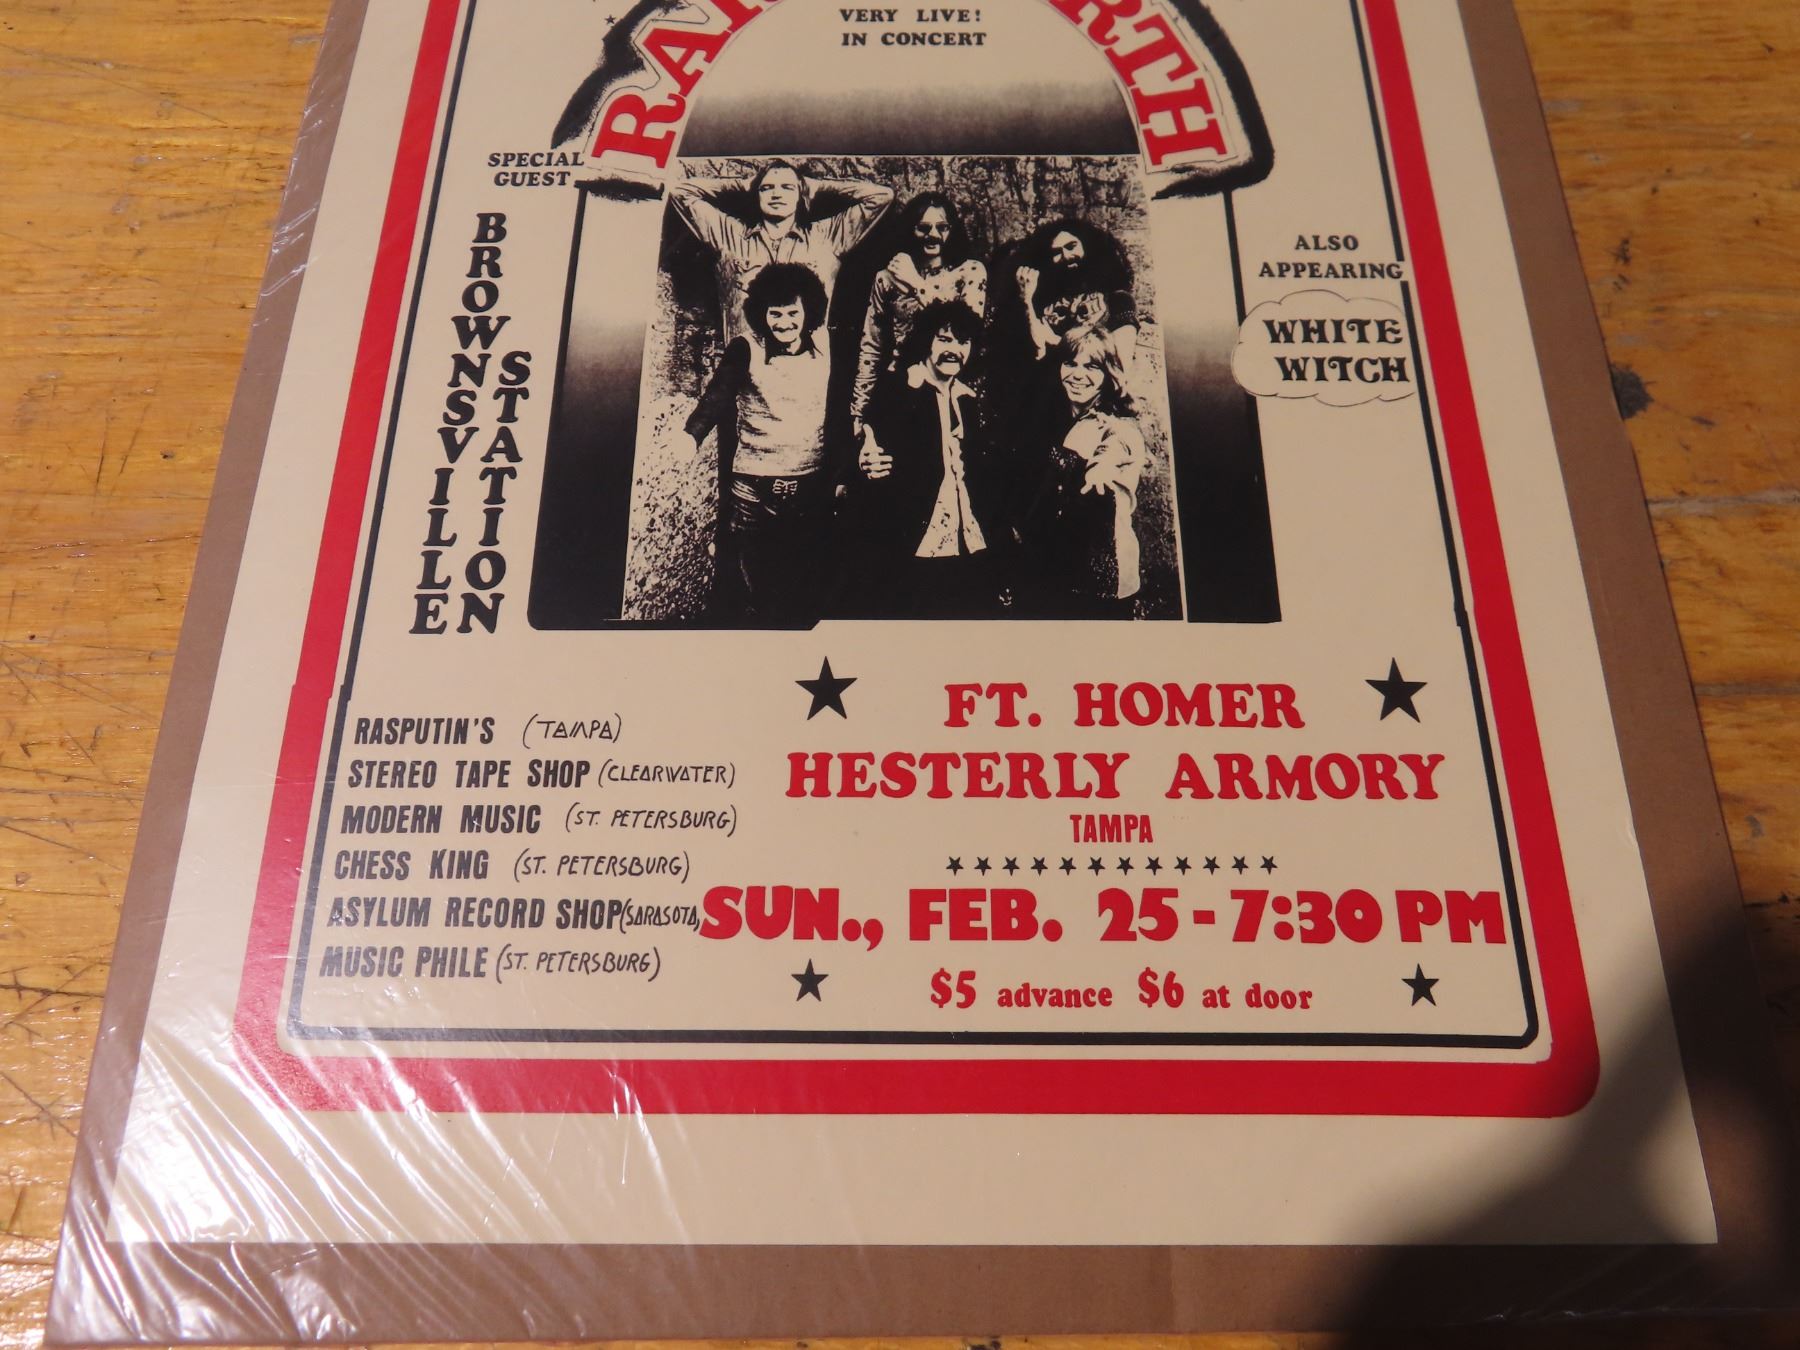 VERY LIVE!
IN CONCERT
SPECIAL
GUEST
BROWNSVILLE
STATION
ALSO
APPEARING
WHITE
WITCH
FT. HOMER
HESTERLY ARMORY
TAMPA
SUN., FEB. 25 - 7:30 PM
$5 advance $6 at door
RASPUTIN'S (TAMPA)
STEREO TAPE SHOP (CLEARWATER)
MODERN MUSIC (ST. PETERSBURG)
CHESS KING (ST. PETERSBURG)
ASYLUM RECORD SHOP (SARASOTA)
MUSIC PHILE (ST. PETERSBURG)